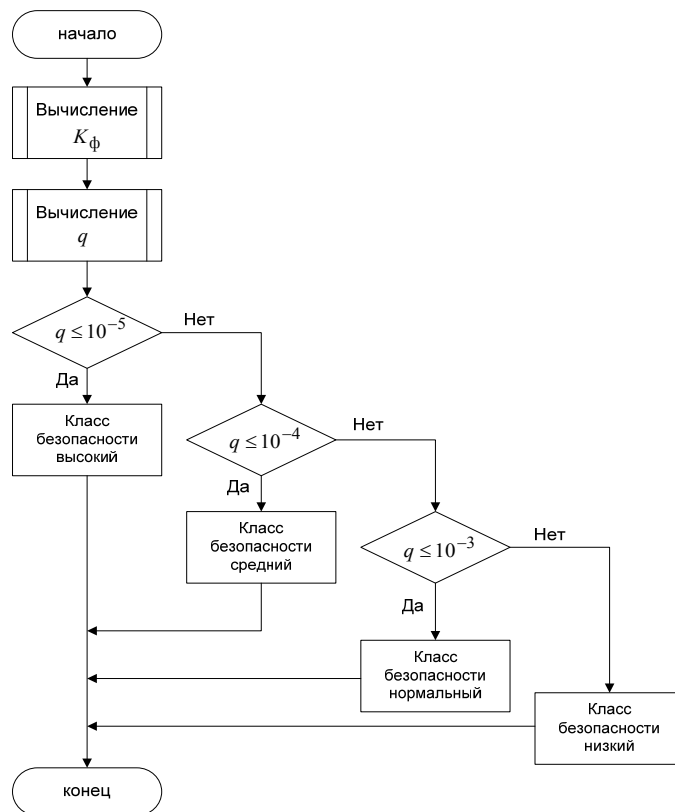 начало
Вычисление
Kф
Вычисление
q
q ≤ 10⁻⁵
Нет
Да
Класс
безопасности
высокий
q ≤ 10⁻⁴
Нет
Да
Класс
безопасности
средний
q ≤ 10⁻³
Нет
Да
Класс
безопасности
нормальный
Класс
безопасности
низкий
конец